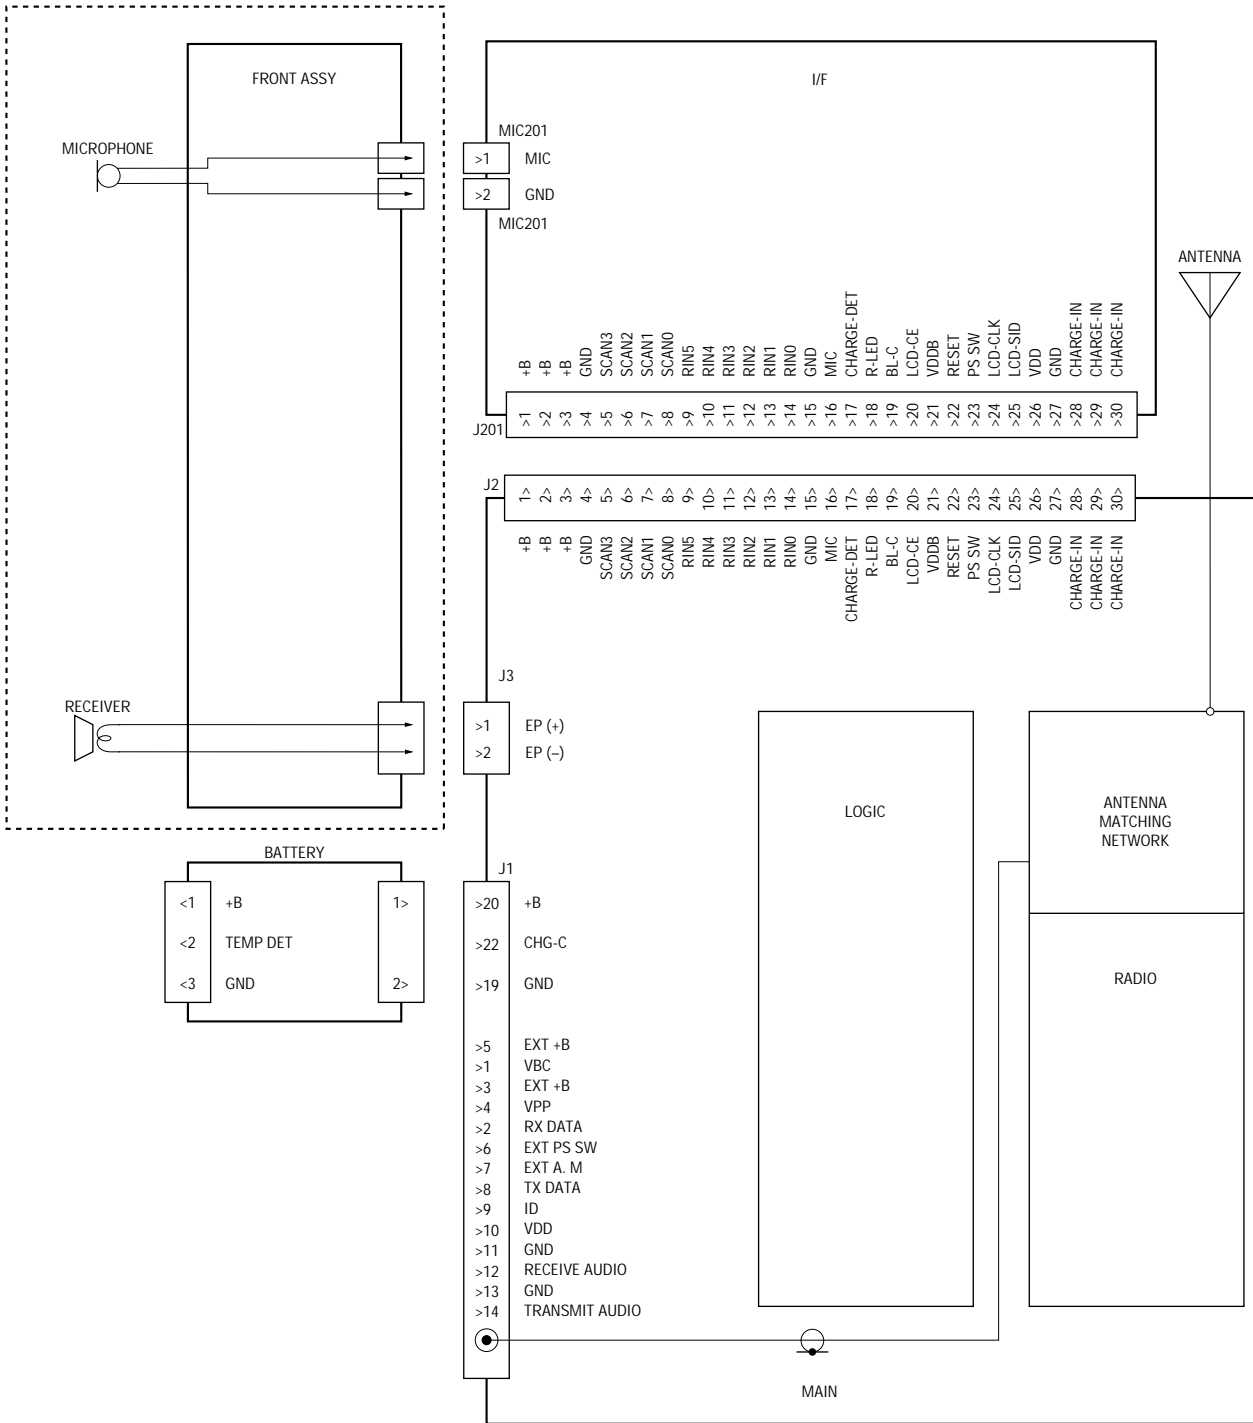 FRONT ASSY
I/F
MICROPHONE
MIC201
>1 MIC
>2 GND
MIC201
ANTENNA
+B
+B
+B
GND
SCAN3
SCAN2
SCAN1
SCAN0
RIN5
RIN4
RIN3
RIN2
RIN1
RIN0
GND
MIC
CHARGE-DET
R-LED
BL-C
LCD-CE
VDDB
RESET
PS SW
LCD-CLK
LCD-SID
VDD
GND
CHARGE-IN
CHARGE-IN
CHARGE-IN
J201
>1
>2
>3
>4
>5
>6
>7
>8
>9
>10
>11
>12
>13
>14
>15
>16
>17
>18
>19
>20
>21
>22
>23
>24
>25
>26
>27
>28
>29
>30
J2
1>
2>
3>
4>
5>
6>
7>
8>
9>
10>
11>
12>
13>
14>
15>
16>
17>
18>
19>
20>
21>
22>
23>
24>
25>
26>
27>
28>
29>
30>
+B
+B
+B
GND
SCAN3
SCAN2
SCAN1
SCAN0
RIN5
RIN4
RIN3
RIN2
RIN1
RIN0
GND
MIC
CHARGE-DET
R-LED
BL-C
LCD-CE
VDDB
RESET
PS SW
LCD-CLK
LCD-SID
VDD
GND
CHARGE-IN
CHARGE-IN
CHARGE-IN
J3
RECEIVER
>1 EP (+)
>2 EP (–)
LOGIC
ANTENNA
MATCHING
NETWORK
RADIO
BATTERY
<1 +B 1>
<2 TEMP DET
<3 GND 2>
J1
>20 +B
>22 CHG-C
>19 GND
>5 EXT +B
>1 VBC
>3 EXT +B
>4 VPP
>2 RX DATA
>6 EXT PS SW
>7 EXT A. M
>8 TX DATA
>9 ID
>10 VDD
>11 GND
>12 RECEIVE AUDIO
>13 GND
>14 TRANSMIT AUDIO
MAIN